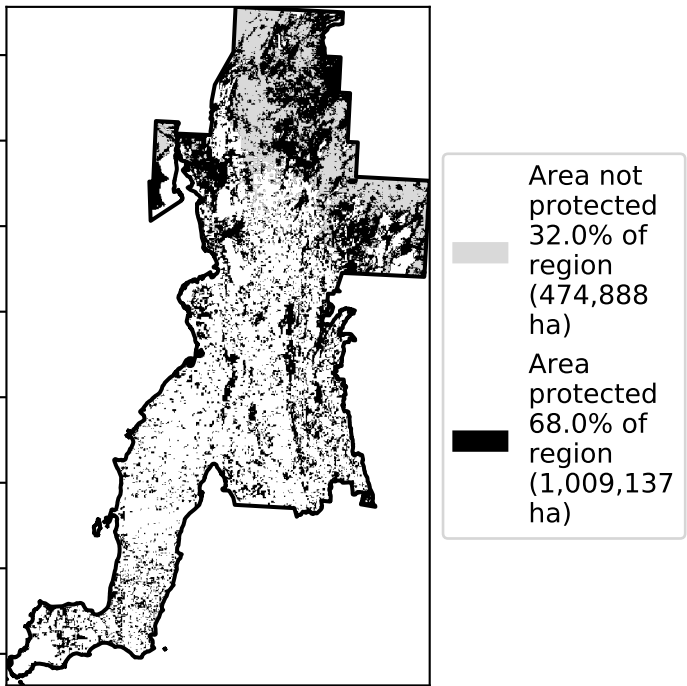 Area not
protected
32.0% of
region
(474,888
ha)
Area
protected
68.0% of
region
(1,009,137
ha)